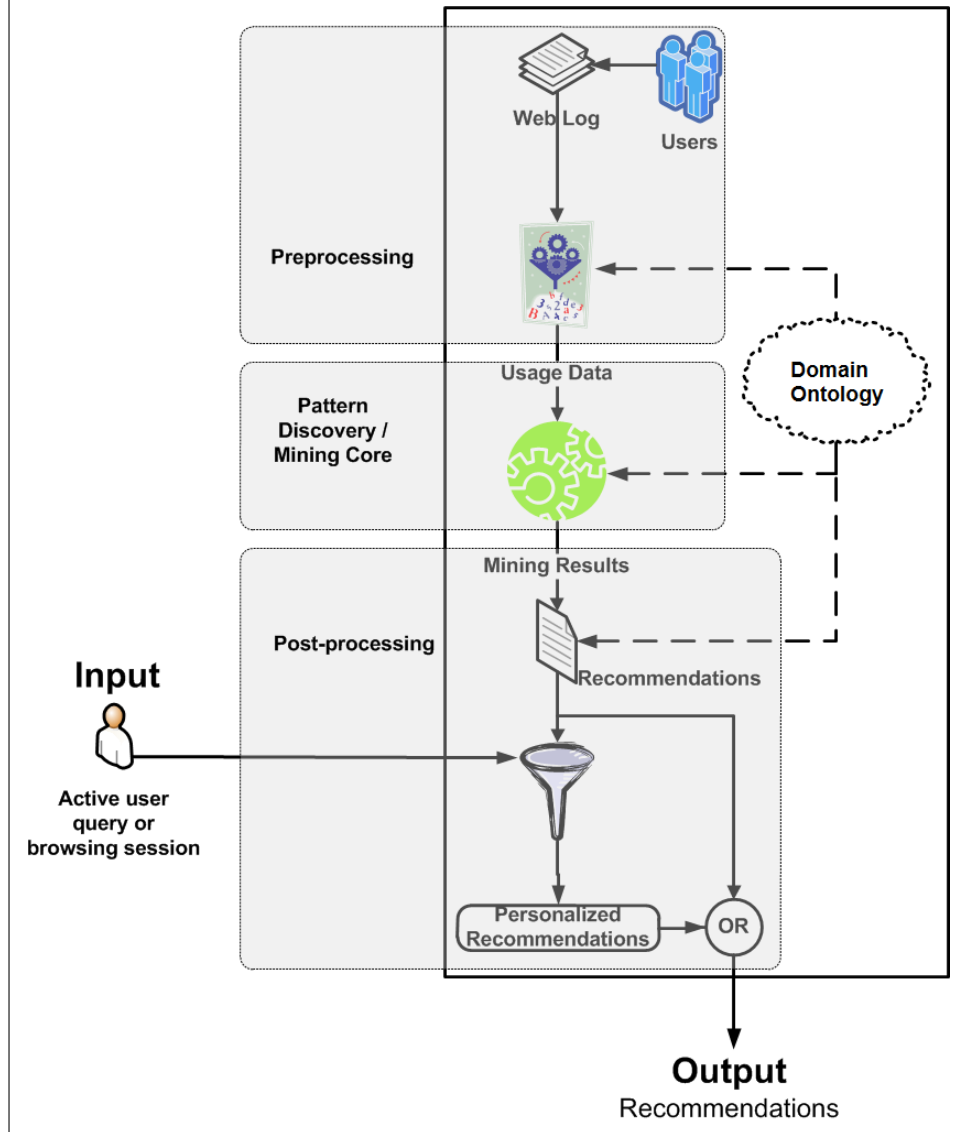 Web Log
Users
Preprocessing
Usage Data
Domain
Ontology
Pattern
Discovery /
Mining Core
Mining Results
Post-processing
Recommendations
Input
Active user
query or
browsing session
Personalized
Recommendations
OR
Output
Recommendations